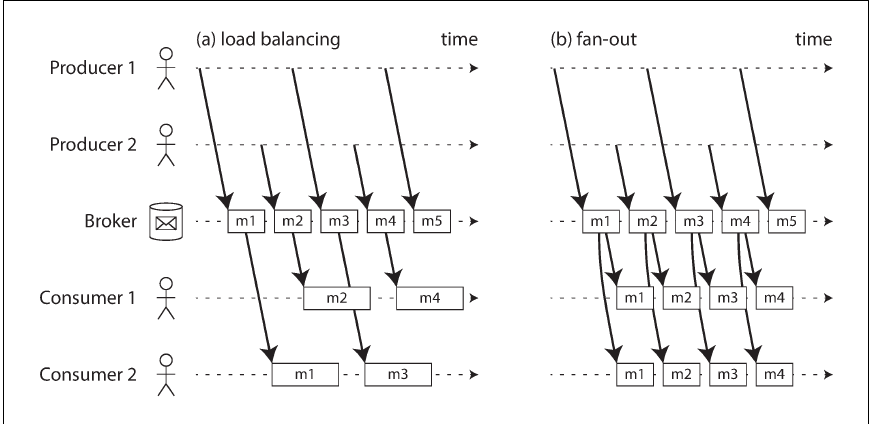 (a) load balancing time (b) fan-out time
Producer 1
Producer 2
Broker m1 m2 m3 m4 m5 m1 m2 m3 m4 m5
Consumer 1 m2 m4 m1 m2 m3 m4
Consumer 2 m1 m3 m1 m2 m3 m4